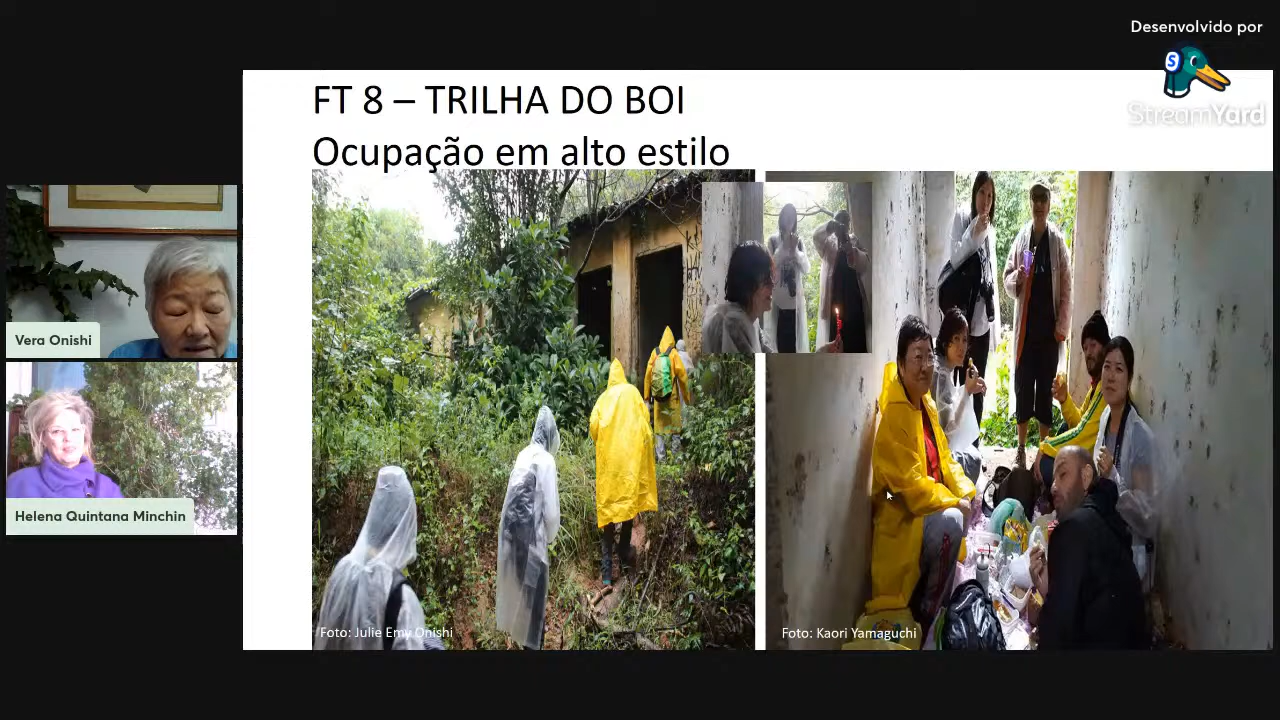 Desenvolvido por
StreamYard
FT 8 – TRILHA DO BOI
Ocupação em alto estilo
Vera Onishi
Helena Quintana Minchin
Foto: Julie Emy Onishi
Foto: Kaori Yamaguchi